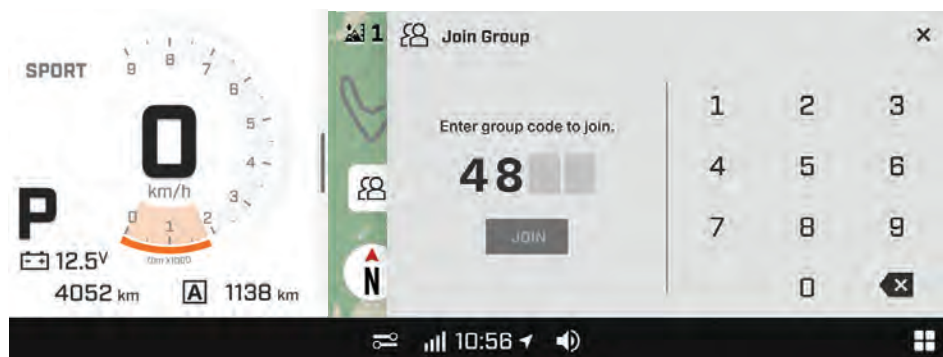 SPORT
9 8 7 6 5 4 3 2 1 0
0
km/h
P
rpm x1000
12.5V
4052 km
A 1138 km
1
N
Join Group
Enter group code to join.
48
JOIN
1 2 3
4 5 6
7 8 9
0
10:56